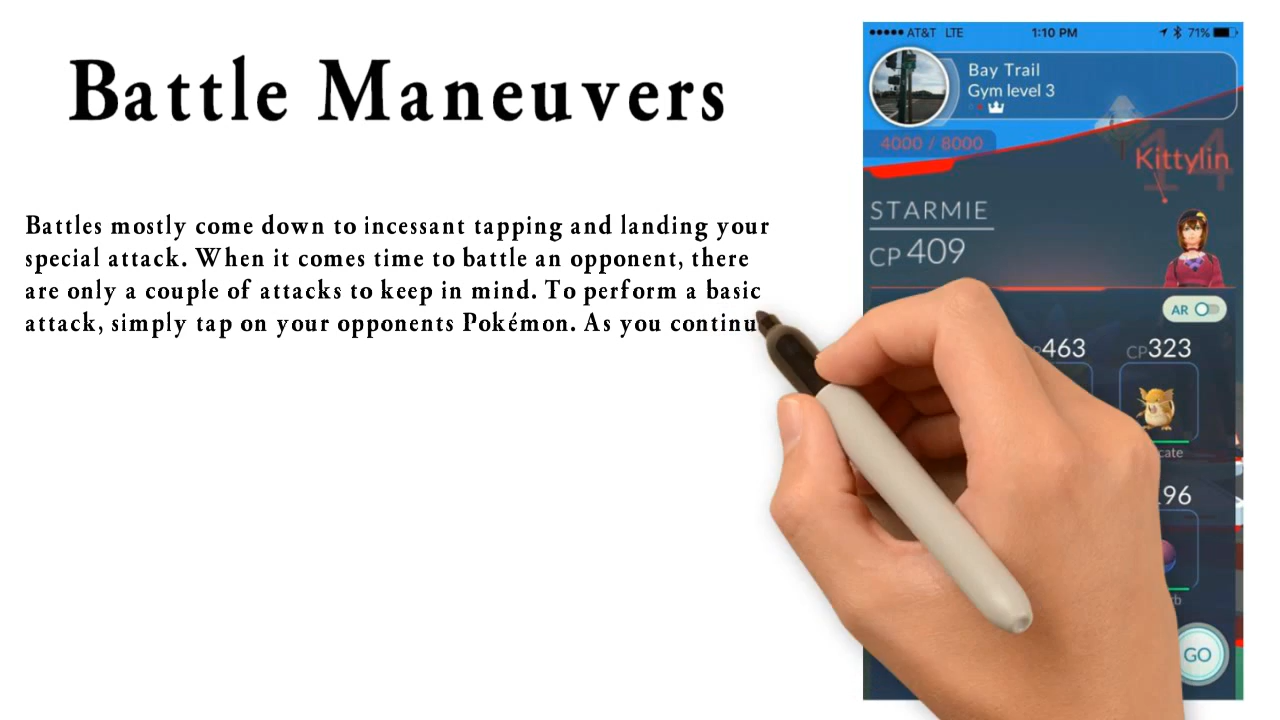 Battle Maneuvers
Battles mostly come down to incessant tapping and landing your
special attack. When it comes time to battle an opponent, there
are only a couple of attacks to keep in mind. To perform a basic
attack, simply tap on your opponents Pokémon. As you continu
AT&T LTE 1:10 PM 71%
Bay Trail
Gym level 3
4000 / 8000
14
Kittylin
STARMIE
CP 409
AR
463 CP323
cate
96
GO